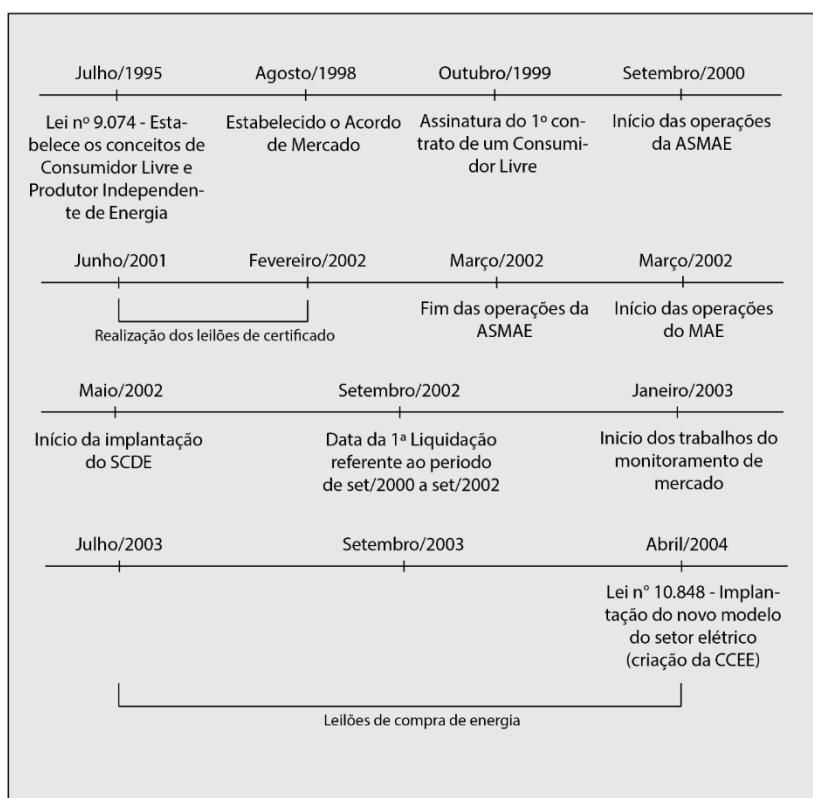 Julho/1995 Agosto/1998 Outubro/1999 Setembro/2000
Lei nº 9.074 - Esta-
belece os conceitos de
Consumidor Livre e
Produtor Independen-
te de Energia
Estabelecido o Acordo
de Mercado
Assinatura do 1º con-
trato de um Consumi-
dor Livre
Início das operações
da ASMAE
Junho/2001 Fevereiro/2002 Março/2002 Março/2002
Realização dos leilões de certificado
Fim das operações da
ASMAE
Início das operações
do MAE
Maio/2002 Setembro/2002 Janeiro/2003
Início da implantação
do SCDE
Data da 1ª Liquidação
referente ao periodo
de set/2000 a set/2002
Inicio dos trabalhos do
monitoramento de
mercado
Julho/2003 Setembro/2003 Abril/2004
Lei n° 10.848 - Implan-
tação do novo modelo
do setor elétrico
(criação da CCEE)
Leilões de compra de energia